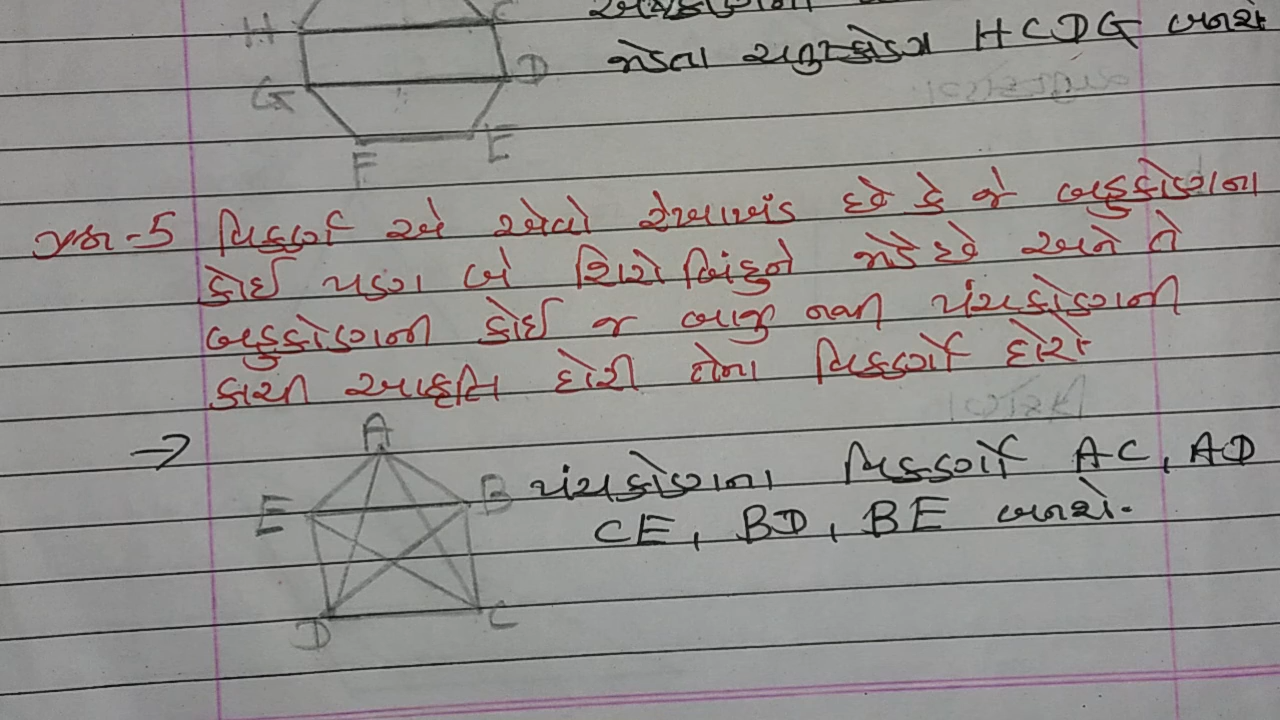 H
જેવા ચતુષ્કોણ HCDG બનશે
D
G
E
F
પ્રશ્ન-5 વિકર્ણ એ એવો રેખાખંડ છે કે જે બહુકોણના
કોઈ પણ બે શિરોબિંદુને જોડે છે અને તે
બહુકોણની કોઈ જ બાજુ નથી પંચકોણની
કાચી આકૃતિ દોરી તેના વિકર્ણો દોરો
→
A
E B પંચકોણના વિકર્ણો AC, AD
CE, BD, BE બનશે.
D C